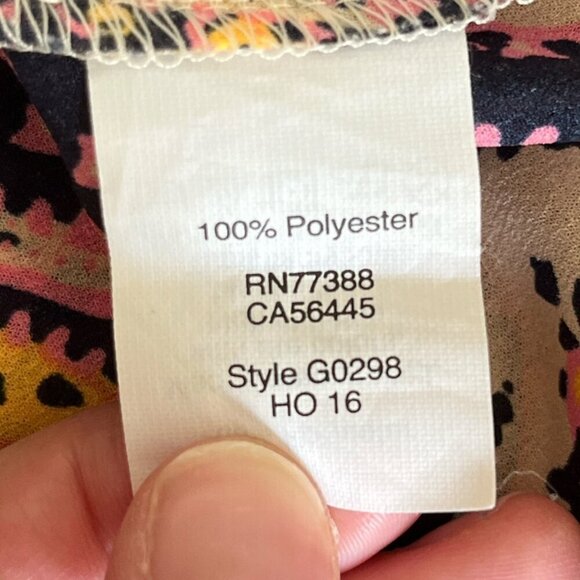 100% Polyester
RN77388
CA56445
Style G0298
HO 16